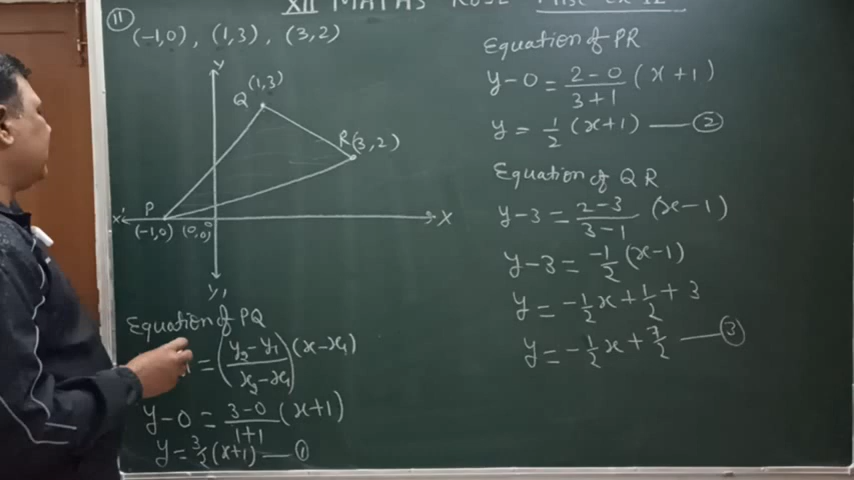 XII MATHS
(11) (-1,0), (1,3), (3,2)
Y
Q (1,3)
R(3,2)
P
X' X
(-1,0) (0,0)
Y'
Equation of PQ
= (y₂-y₁/x₂-x₁)(x-x₁)
y-0 = 3-0/1+1 (x+1)
y = 3/2 (x+1) — ①
Equation of PR
y-0 = 2-0/3+1 (x+1)
y = 1/2 (x+1) — ②
Equation of QR
y-3 = 2-3/3-1 (x-1)
y-3 = -1/2 (x-1)
y = -1/2 x + 1/2 + 3
y = -1/2 x + 7/2 — ③